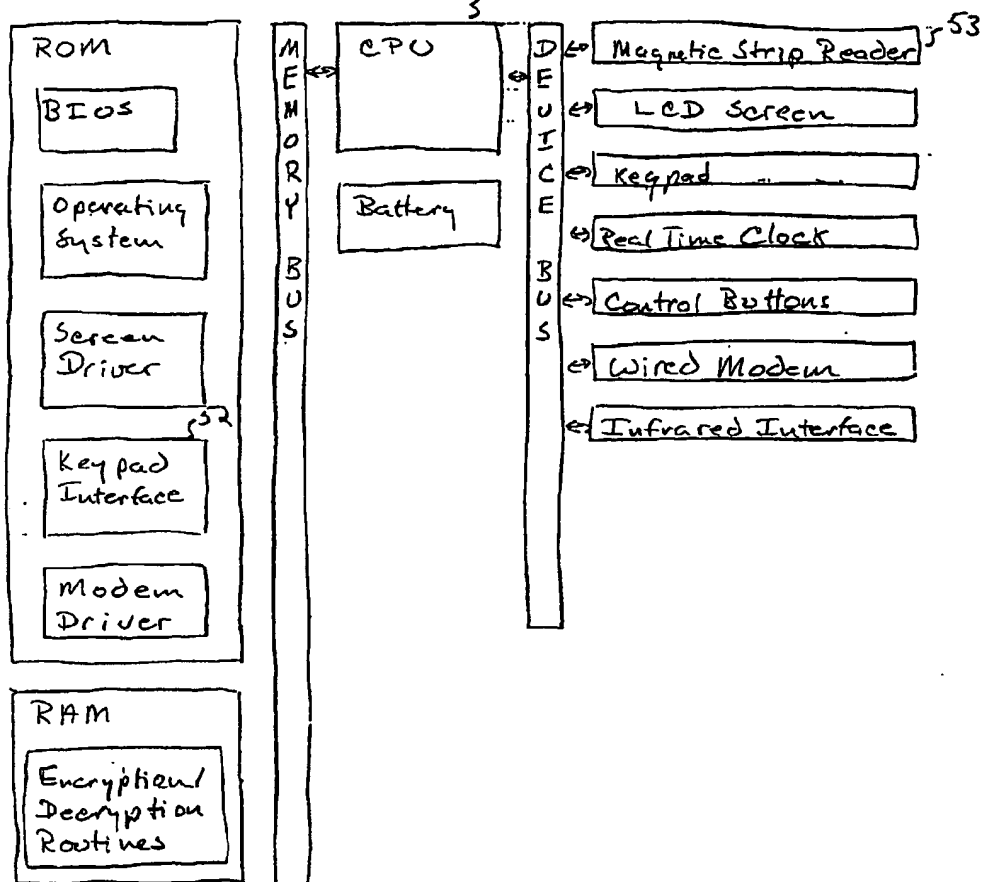 ROM
BIOS
Operating
System
Screen
Driver
52
Keypad
Interface
Modem
Driver
RAM
Encryption/
Decryption
Routines
MEMORY BUS
CPU
Battery
DEVICE BUS
Magnetic Strip Reader
53
LCD Screen
Keypad
Real Time Clock
Control Buttons
Wired Modem
Infrared Interface